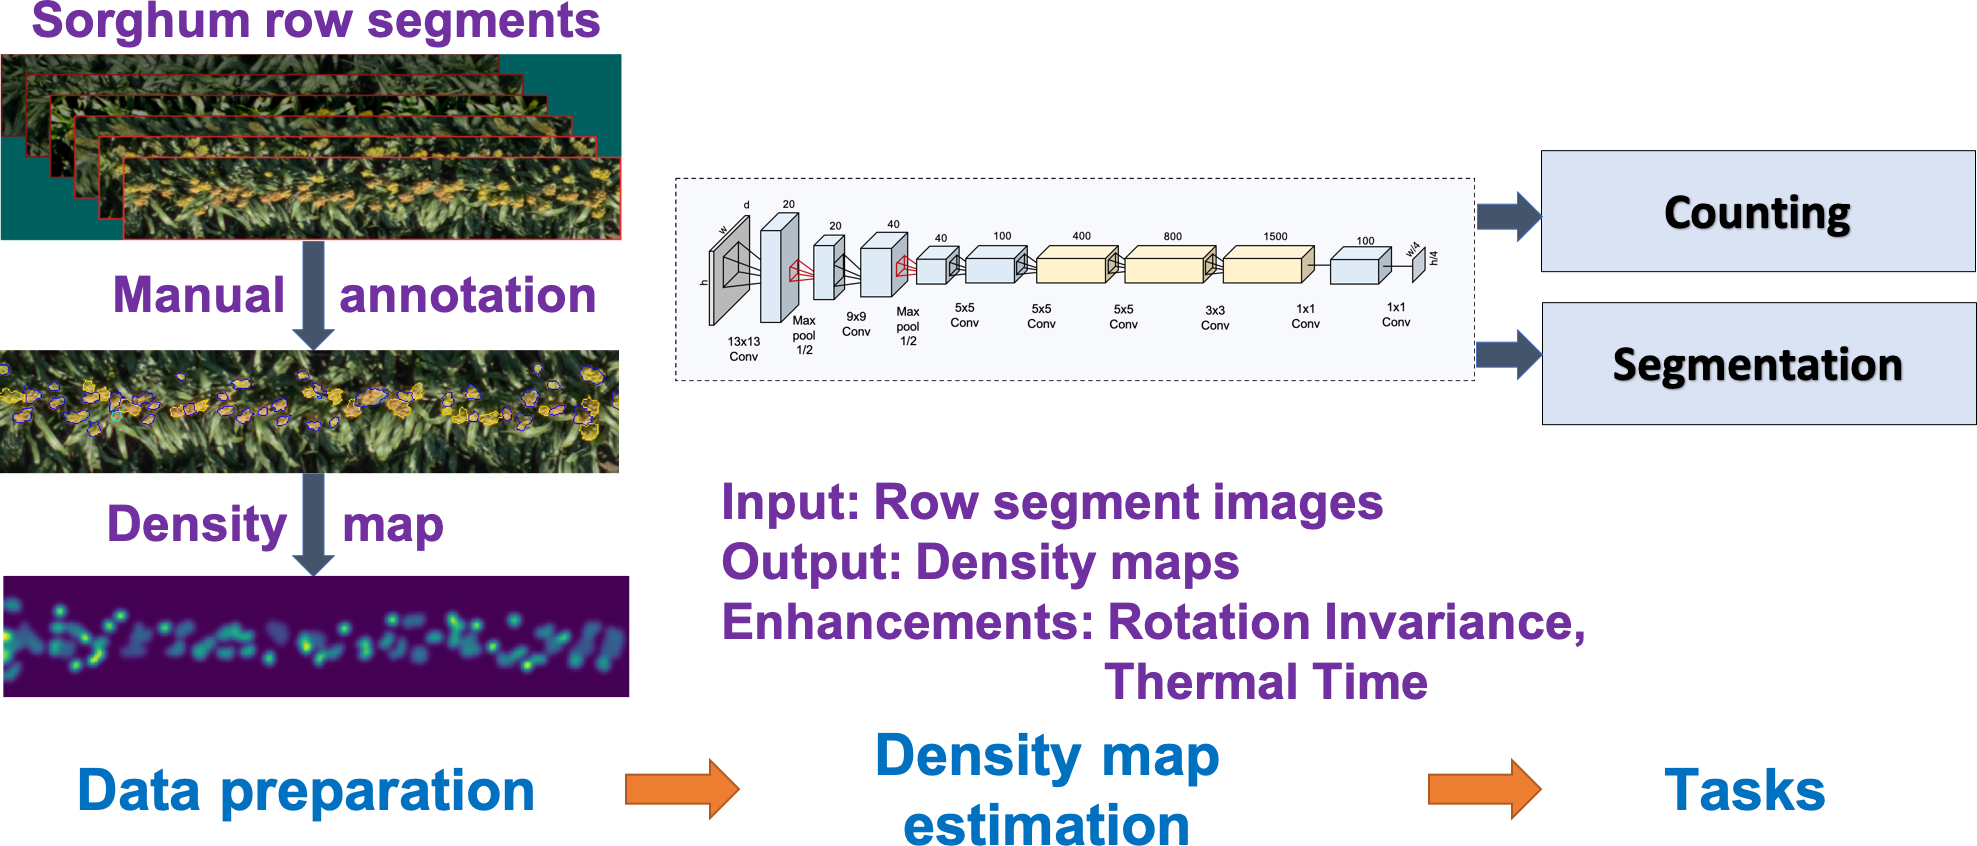 Sorghum row segments
Manual annotation
Density map
d
w
h
20
20
40
40
100
400
800
1500
100
w/4
h/4
13x13
Conv
Max
pool
1/2
9x9
Conv
Max
pool
1/2
5x5
Conv
5x5
Conv
5x5
Conv
3x3
Conv
1x1
Conv
1x1
Conv
Counting
Segmentation
Input: Row segment images
Output: Density maps
Enhancements: Rotation Invariance,
Thermal Time
Data preparation
Density map
estimation
Tasks